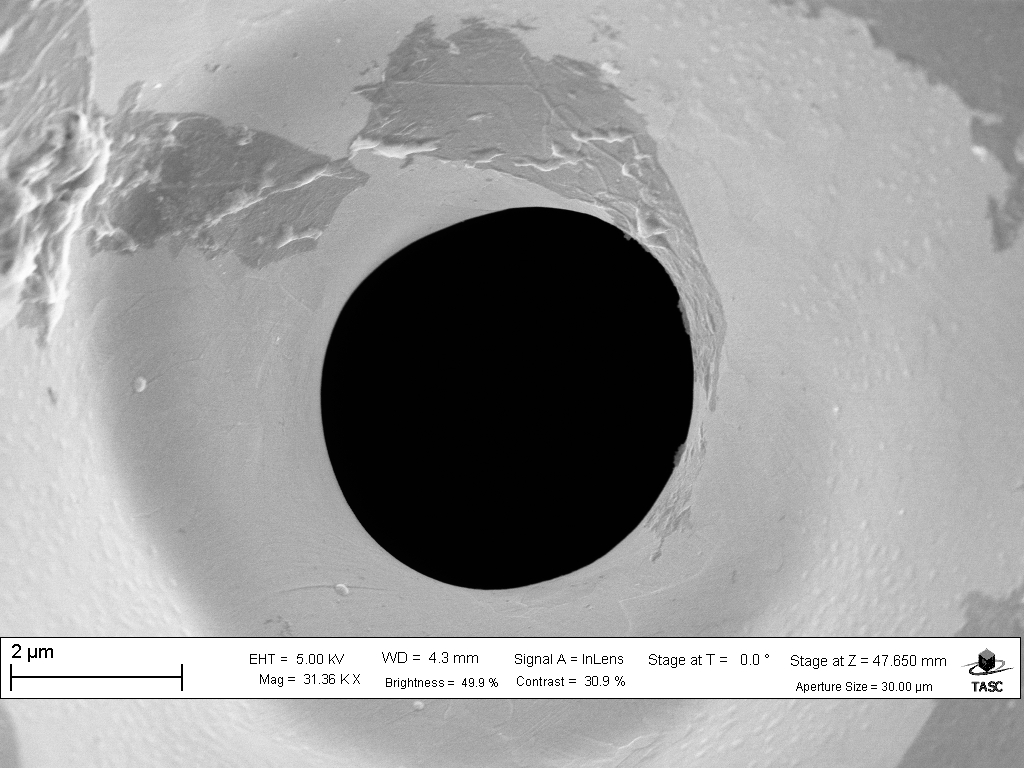 2 µm
EHT = 5.00 kV WD = 4.3 mm Signal A = InLens Stage at T = 0.0 ° Stage at Z = 47.650 mm
Mag = 31.36 K X Brightness = 49.9 % Contrast = 30.9 % Aperture Size = 30.00 µm
TASC